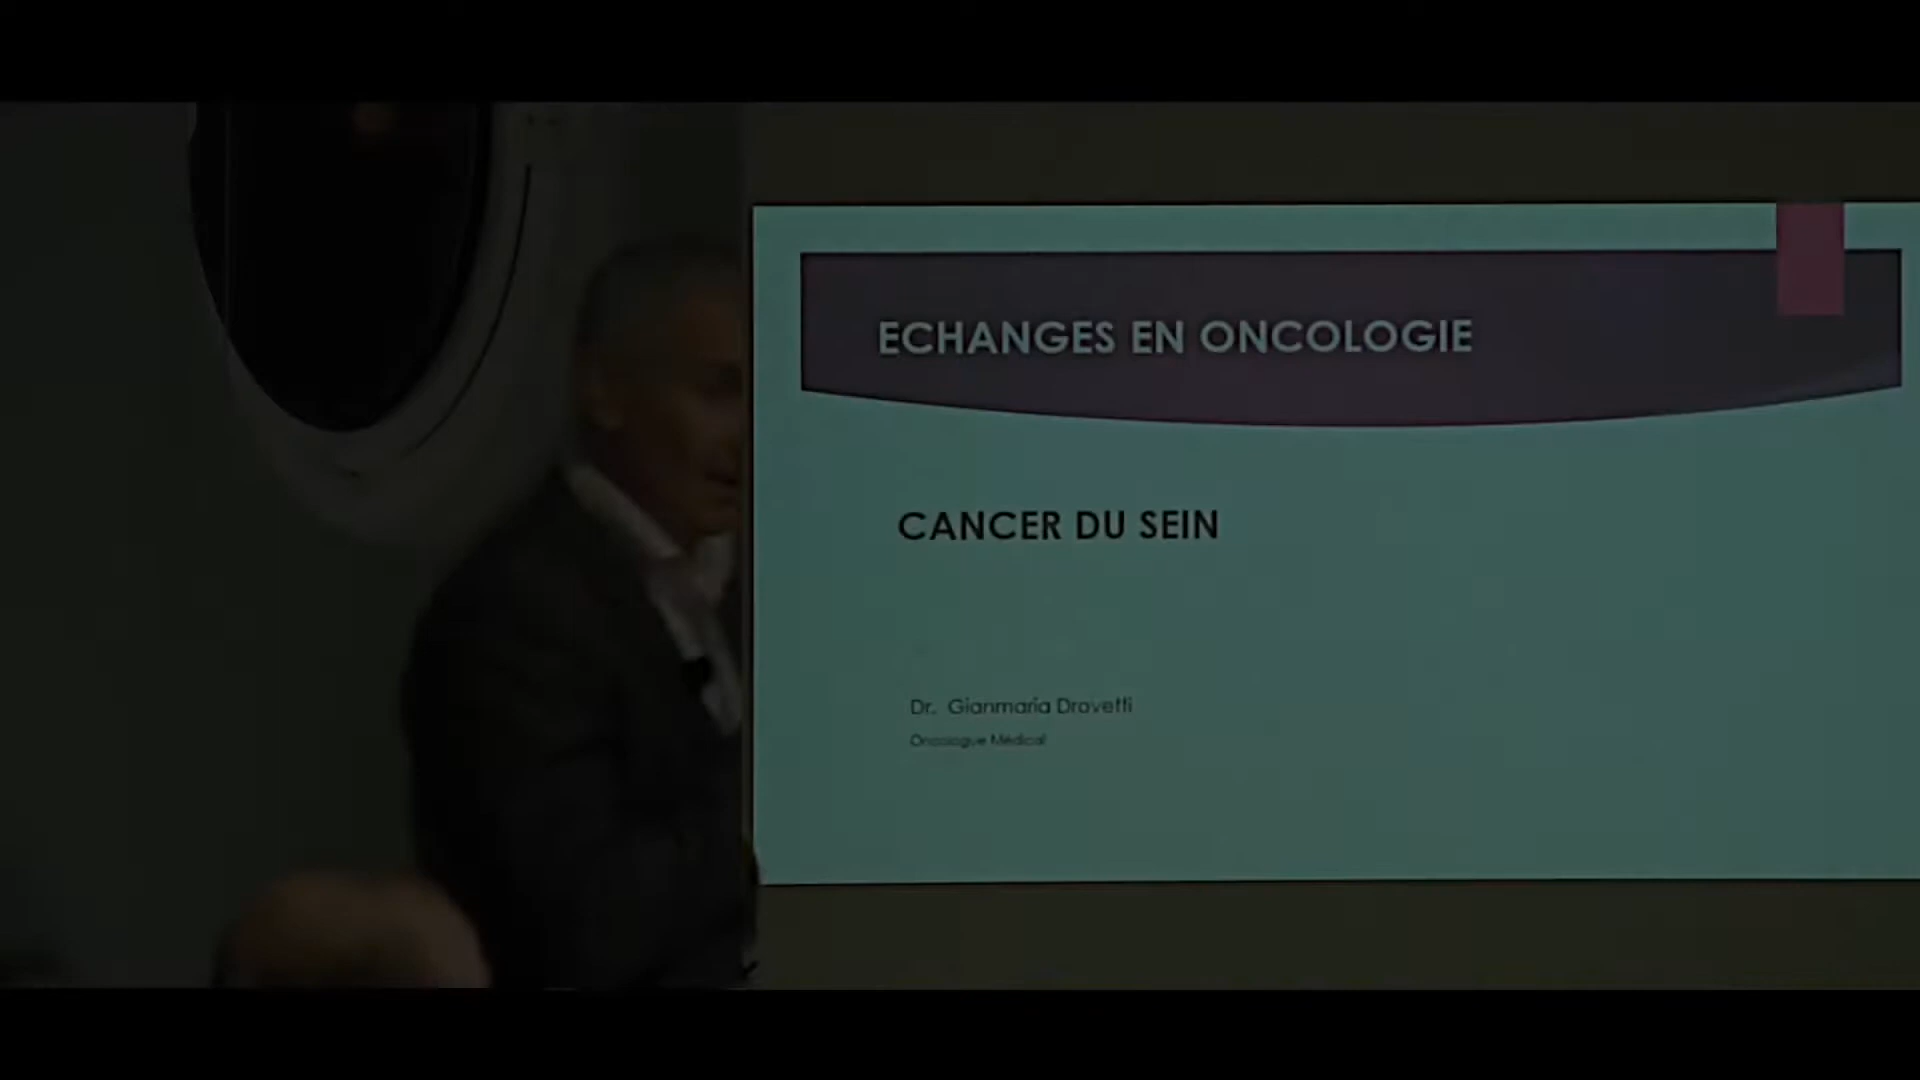 ECHANGES EN ONCOLOGIE
CANCER DU SEIN
Dr. Gianmaria Drovetti
Oncologue Médical